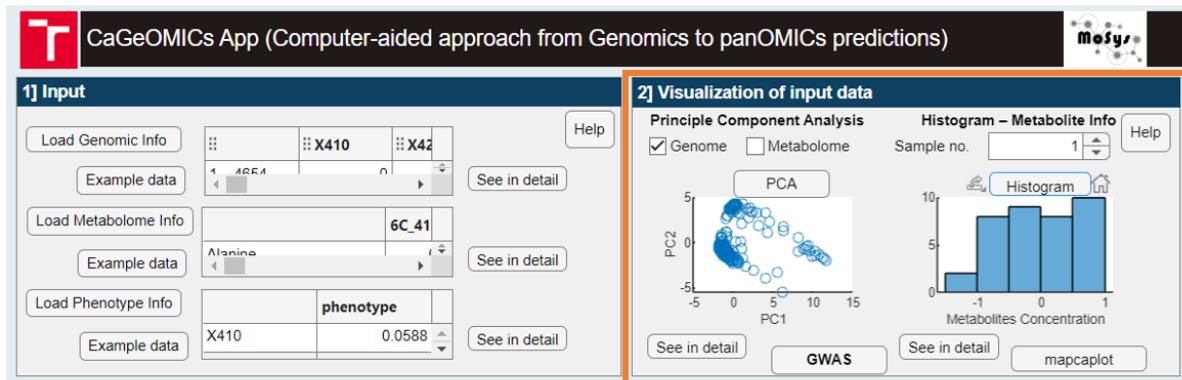 CaGeOMICs App (Computer-aided approach from Genomics to panOMICs predictions)
MoSys
1] Input
Help
Load Genomic Info
X410
X42
Example data
1 4654
0
See in detail
Load Metabolome Info
6C_41
Example data
Alanine
See in detail
Load Phenotype Info
phenotype
Example data
X410
0.0588
See in detail
2] Visualization of input data
Principle Component Analysis
Genome
Metabolome
PCA
5
0
-5
PC2
-5
0
5
10
15
PC1
See in detail
GWAS
Histogram – Metabolite Info
Sample no.
1
Help
Histogram
10
5
0
-1
0
1
Metabolites Concentration
See in detail
mapcaplot